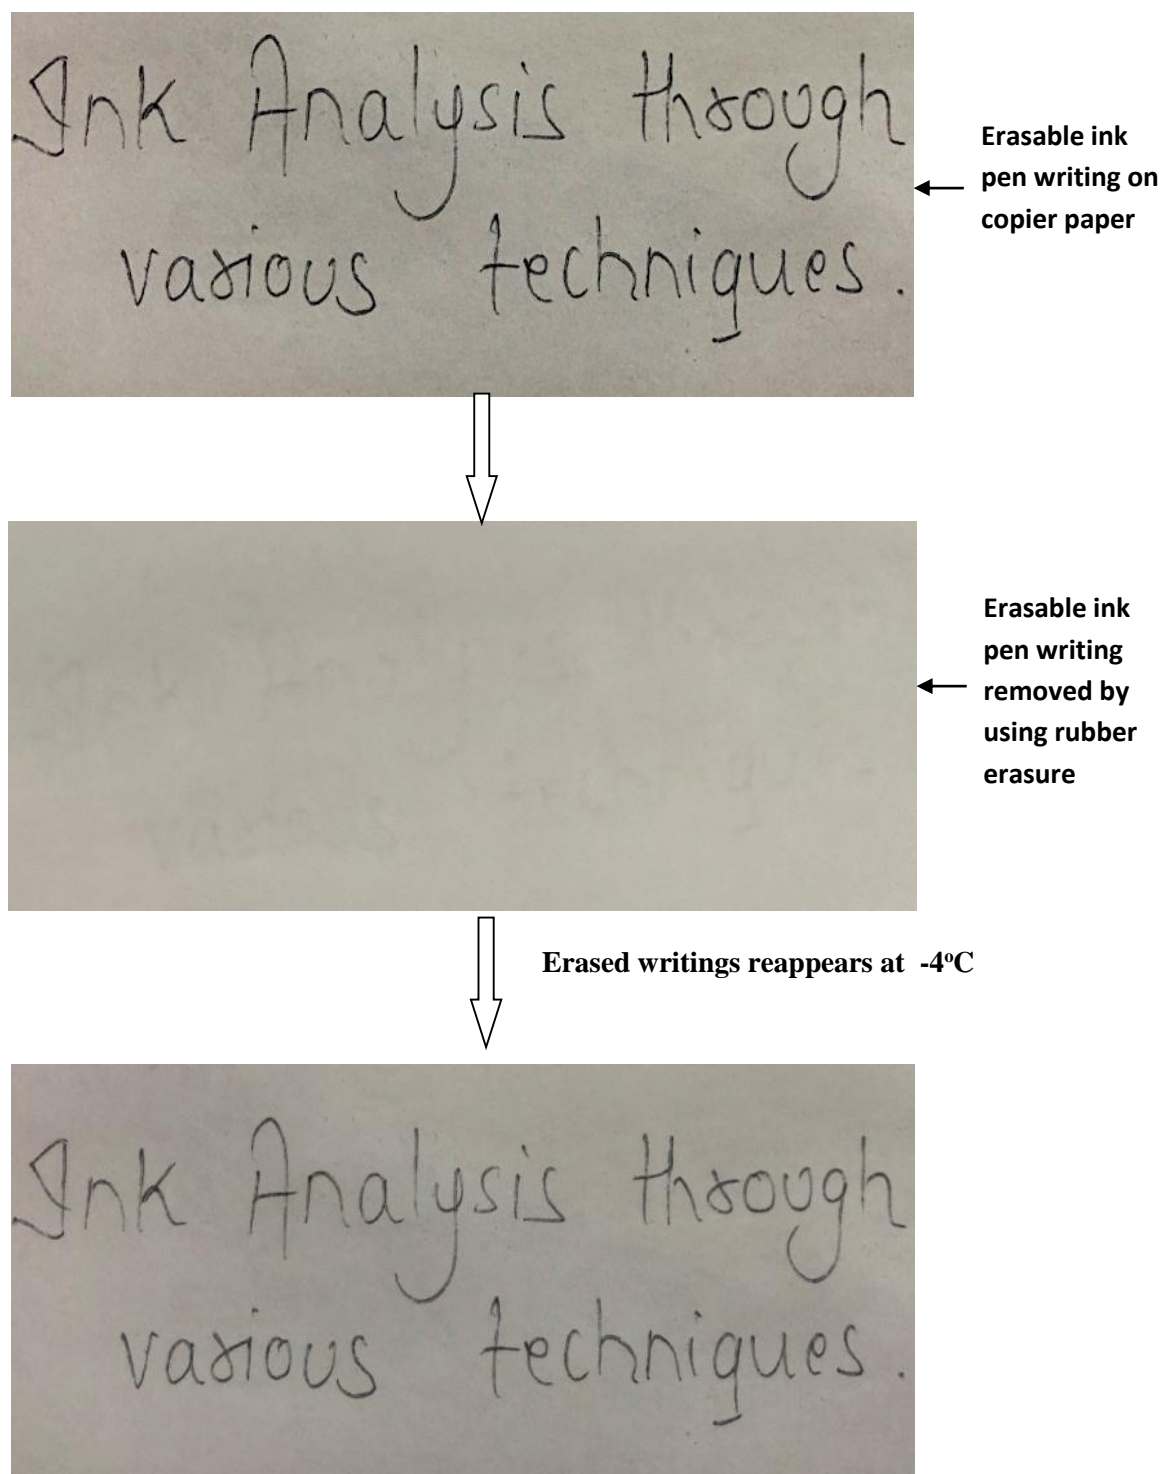 Ink Analysis through
various techniques.
Erasable ink
pen writing on
copier paper
Erasable ink
pen writing
removed by
using rubber
erasure
Erased writings reappears at -4°C
Ink Analysis through
various techniques.